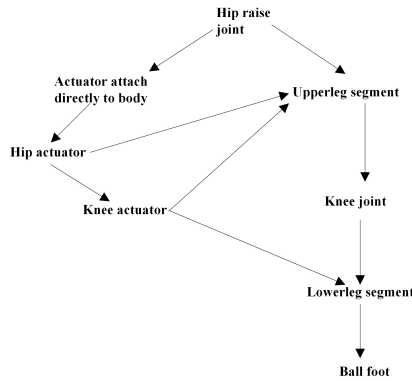 Hip raise
joint
Actuator attach
directly to body
Upperleg segment
Hip actuator
Knee actuator
Knee joint
Lowerleg segment
Ball foot